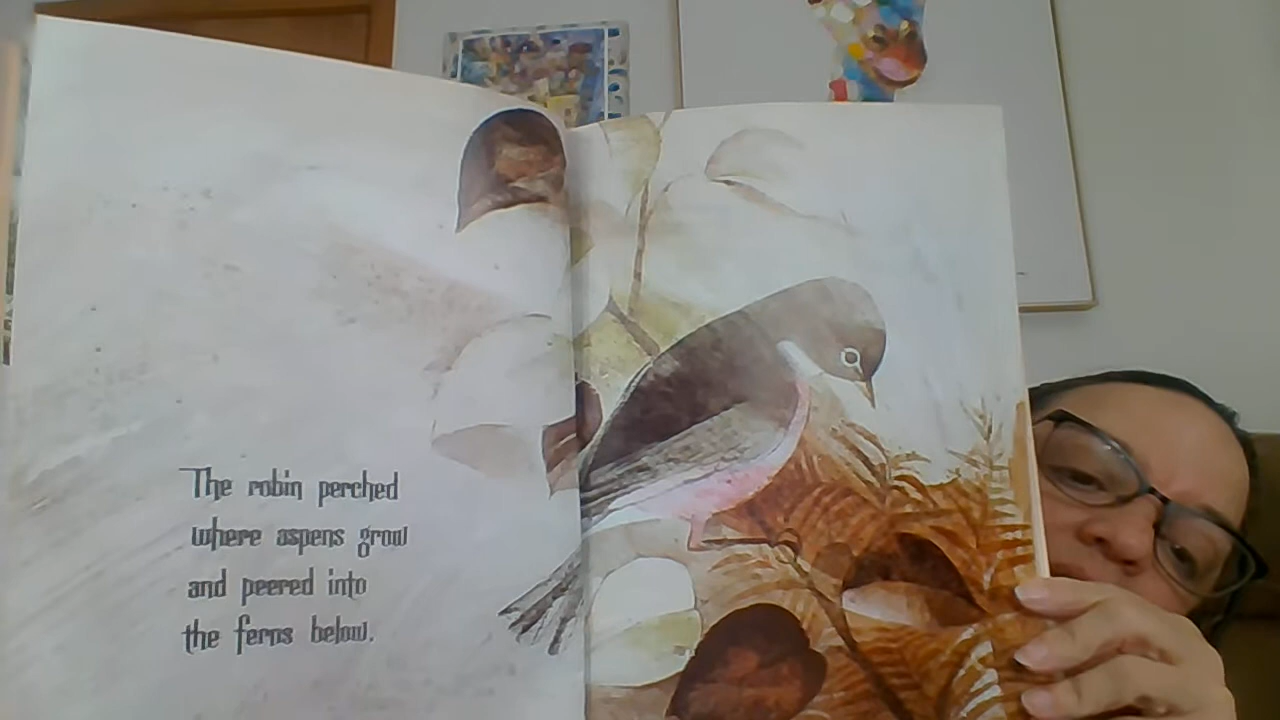 The robin perched
where aspens grow
and peered into
the ferns below.